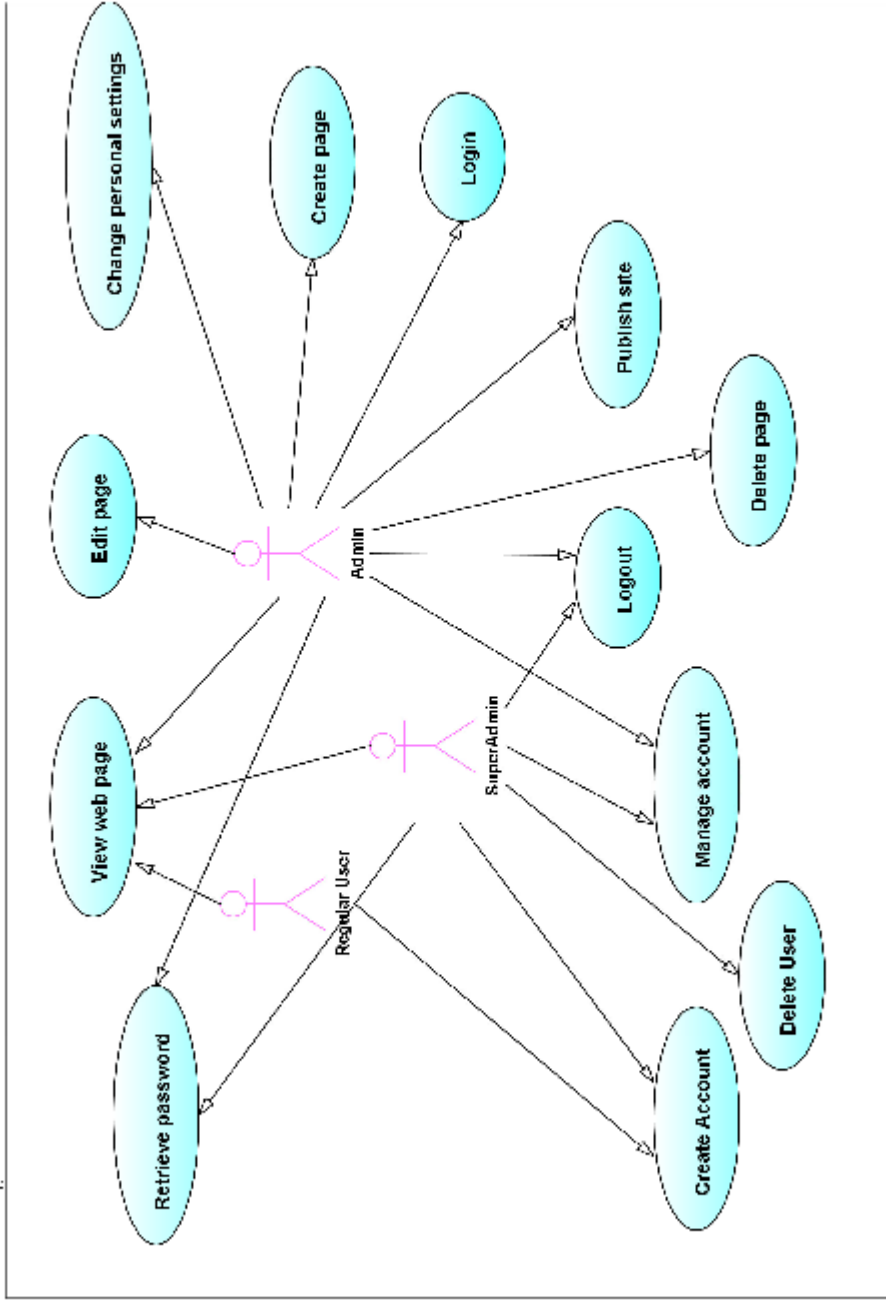 Retrieve password
View web page
Edit page
Change personal settings
Create page
Regular User
Admin
Login
SuperAdmin
Publish site
Logout
Create Account
Manage account
Delete page
Delete User